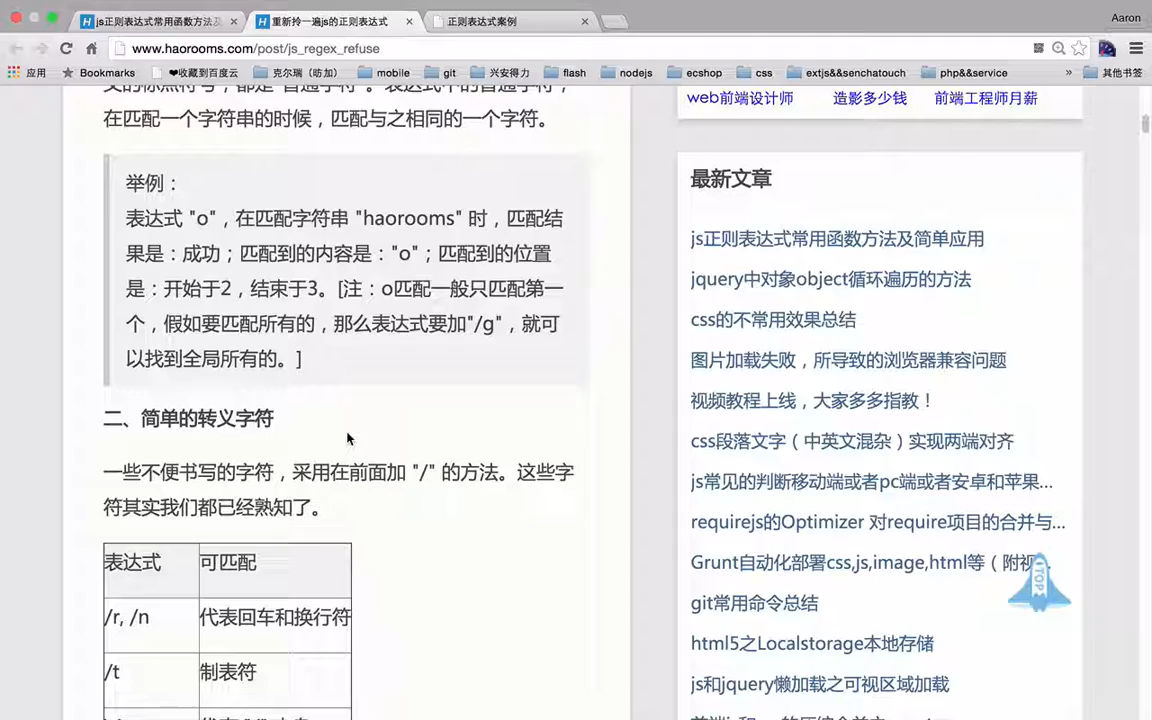 js正则表达式常用函数方法及
重新拎一遍js的正则表达式
正则表达式案例
Aaron
www.haorooms.com/post/js_regex_refuse
应用
Bookmarks
❤收藏到百度云
克尔瑞（昉加）
mobile
git
兴安得力
flash
nodejs
ecshop
css
extjs&&senchatouch
php&&service
»
其他书签
在匹配一个字符串的时候，匹配与之相同的一个字符。
举例：
表达式 "o"，在匹配字符串 "haorooms" 时，匹配结
果是：成功；匹配到的内容是："o"；匹配到的位置
是：开始于2，结束于3。[注：o匹配一般只匹配第一
个，假如要匹配所有的，那么表达式要加"/g"，就可
以找到全局所有的。]
二、简单的转义字符
一些不便书写的字符，采用在前面加 "/" 的方法。这些字
符其实我们都已经熟知了。
表达式 可匹配
/r, /n 代表回车和换行符
/t 制表符
web前端设计师 造影多少钱 前端工程师月薪
最新文章
js正则表达式常用函数方法及简单应用
jquery中对象object循环遍历的方法
css的不常用效果总结
图片加载失败，所导致的浏览器兼容问题
视频教程上线，大家多多指教！
css段落文字（中英文混杂）实现两端对齐
js常见的判断移动端或者pc端或者安卓和苹果...
requirejs的Optimizer 对require项目的合并与...
Grunt自动化部署css,js,image,html等（附视
git常用命令总结
html5之Localstorage本地存储
js和jquery懒加载之可视区域加载
TOP